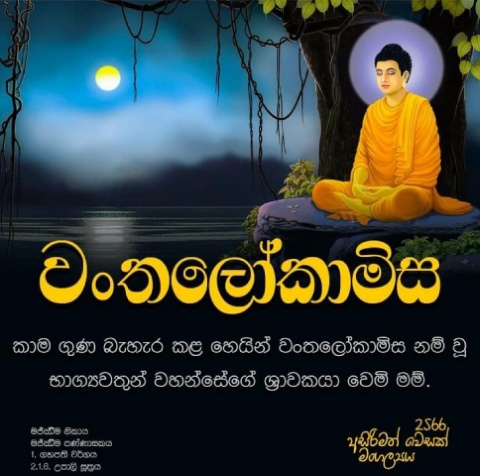 වංතලෝකාමිස
කාම ගුණ බැහැර කළ හෙයින් වංතලෝකාමිස නම් වූ
භාග්‍යවතුන් වහන්සේගේ ශ්‍රාවකයා වෙමි මම්.
මජ්ඣිම නිකාය
මජ්ඣිම පණ්ණාසකය
1. ගහපති වර්ගය
2.1.6. උපාලි සූත්‍රය
2566
අසිරිමත් වෙසක්
මංගල්‍යය